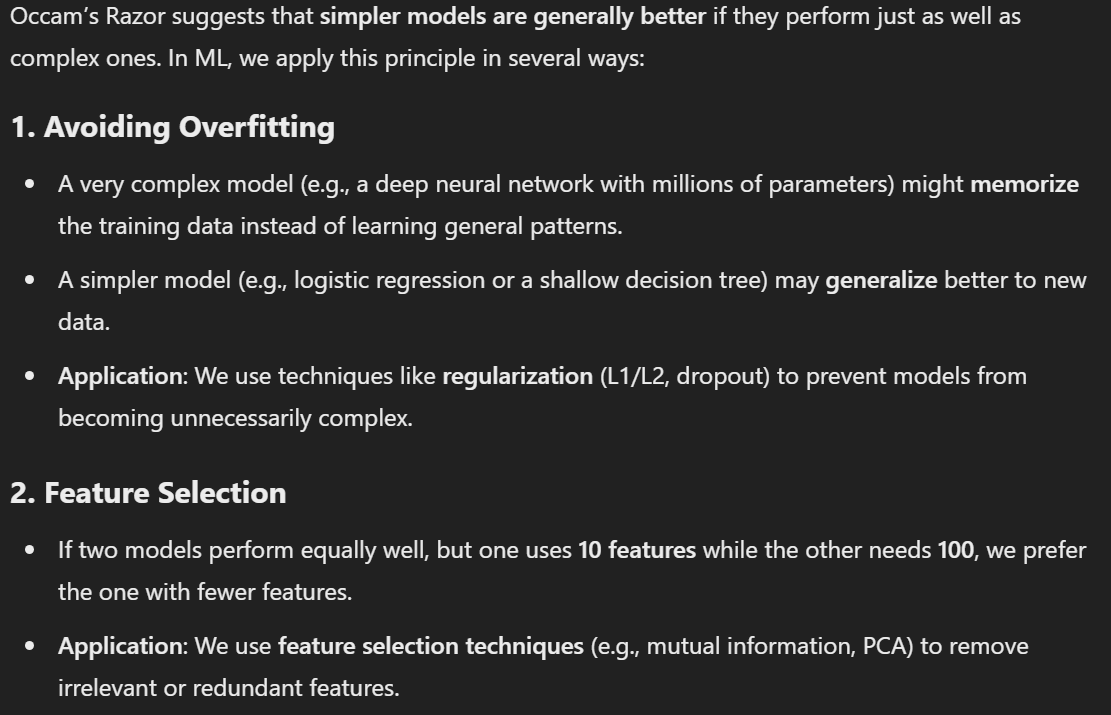 Occam’s Razor suggests that simpler models are generally better if they perform just as well as
complex ones. In ML, we apply this principle in several ways:
1. Avoiding Overfitting
• A very complex model (e.g., a deep neural network with millions of parameters) might memorize
the training data instead of learning general patterns.
• A simpler model (e.g., logistic regression or a shallow decision tree) may generalize better to new
data.
• Application: We use techniques like regularization (L1/L2, dropout) to prevent models from
becoming unnecessarily complex.
2. Feature Selection
• If two models perform equally well, but one uses 10 features while the other needs 100, we prefer
the one with fewer features.
• Application: We use feature selection techniques (e.g., mutual information, PCA) to remove
irrelevant or redundant features.